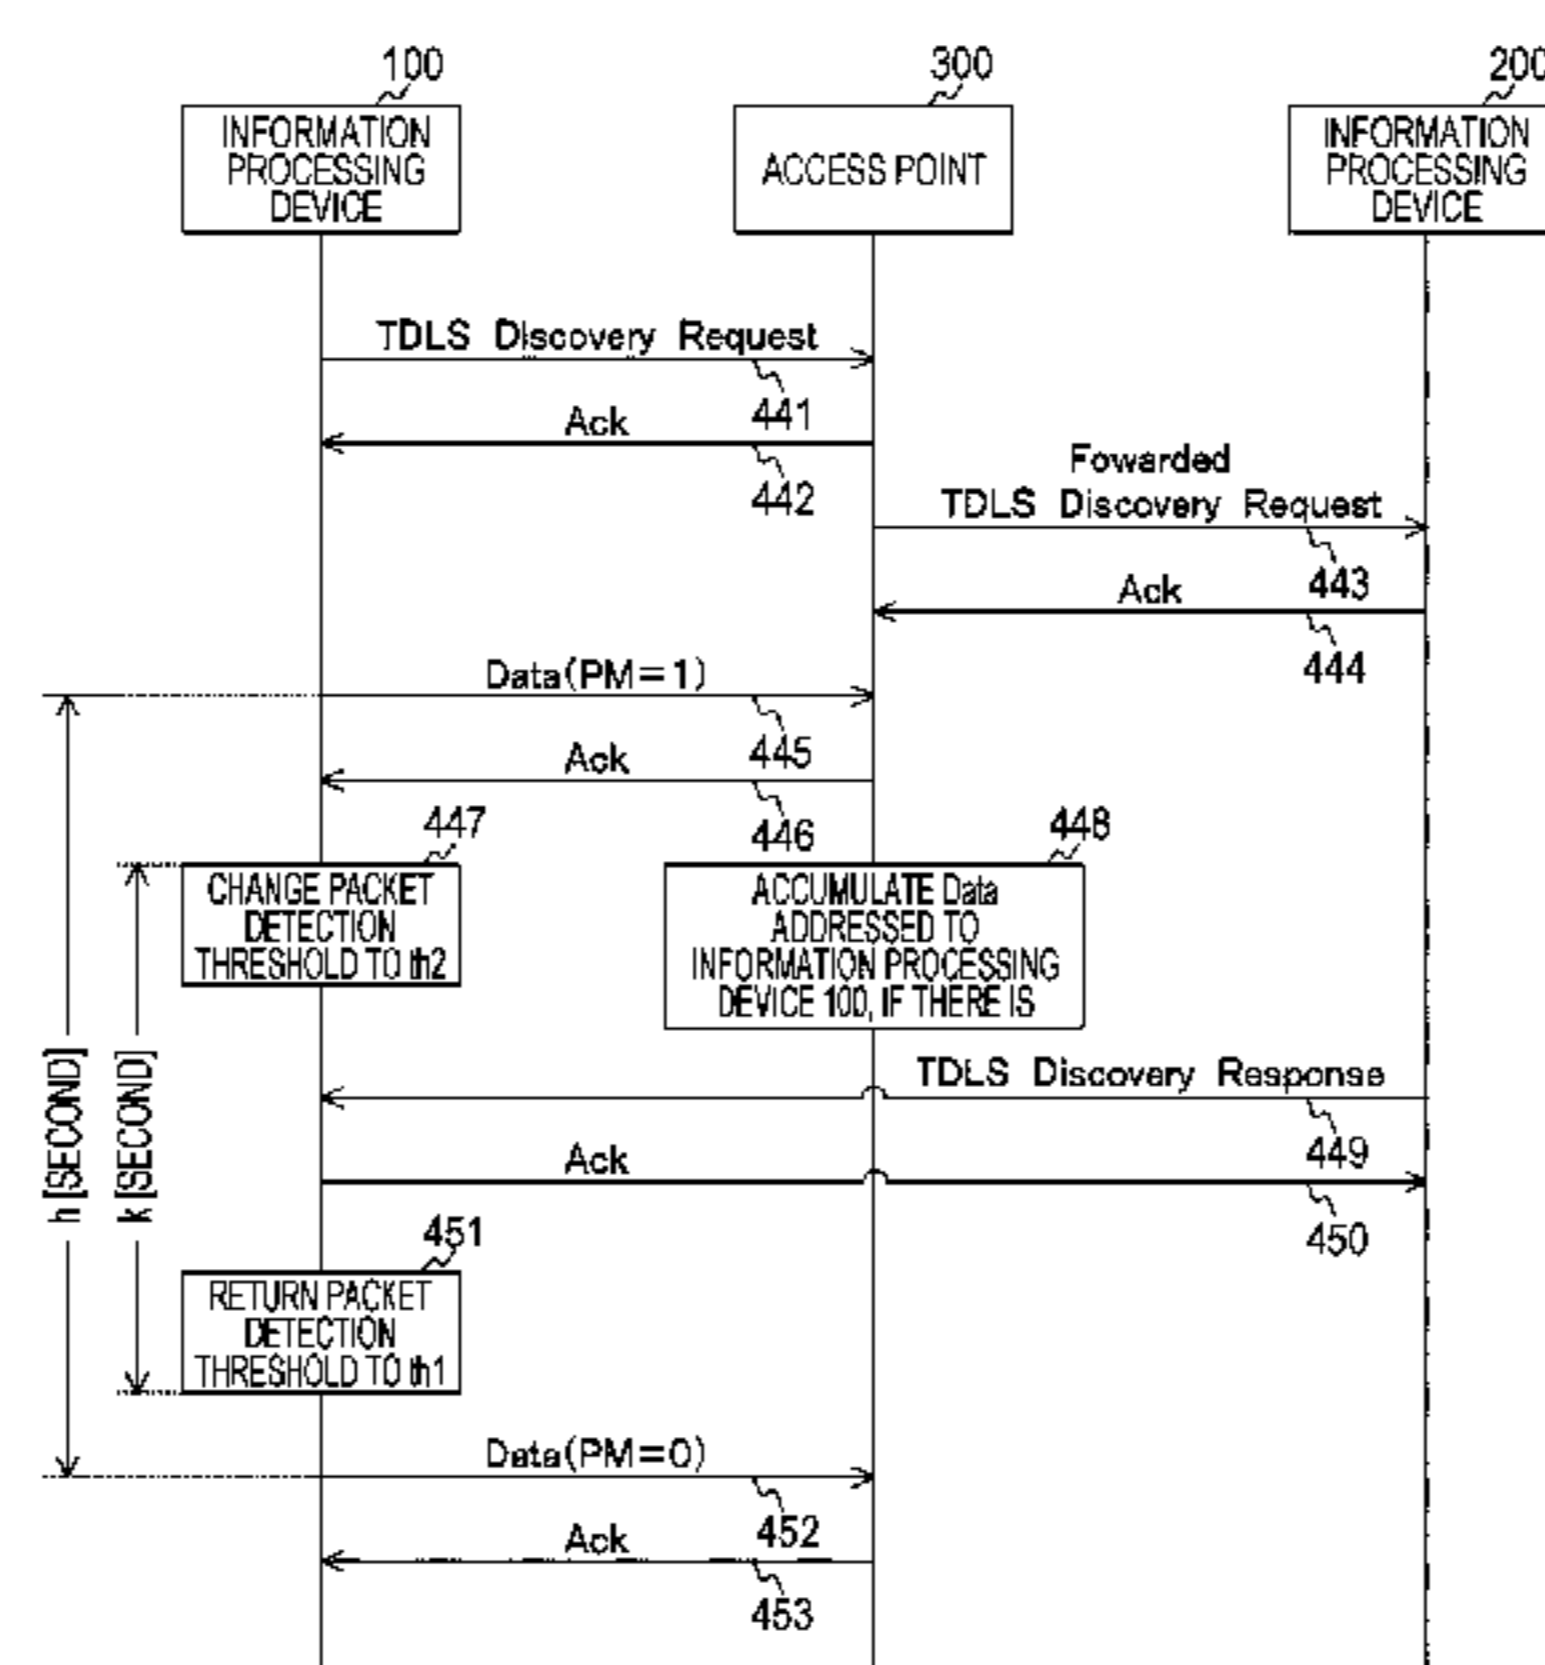 100
300
200
INFORMATION
PROCESSING
DEVICE
ACCESS POINT
INFORMATION
PROCESSING
DEVICE
TDLS Discovery Request
441
Ack
442
Fowarded
TDLS Discovery Request
443
Ack
444
Data(PM=1)
445
Ack
446
447
CHANGE PACKET
DETECTION
THRESHOLD TO th2
448
ACCUMULATE Data
ADDRESSED TO
INFORMATION PROCESSING
DEVICE 100, IF THERE IS
h [SECOND]
k [SECOND]
TDLS Discovery Response
449
Ack
450
451
RETURN PACKET
DETECTION
THRESHOLD TO th1
Data(PM=0)
452
Ack
453